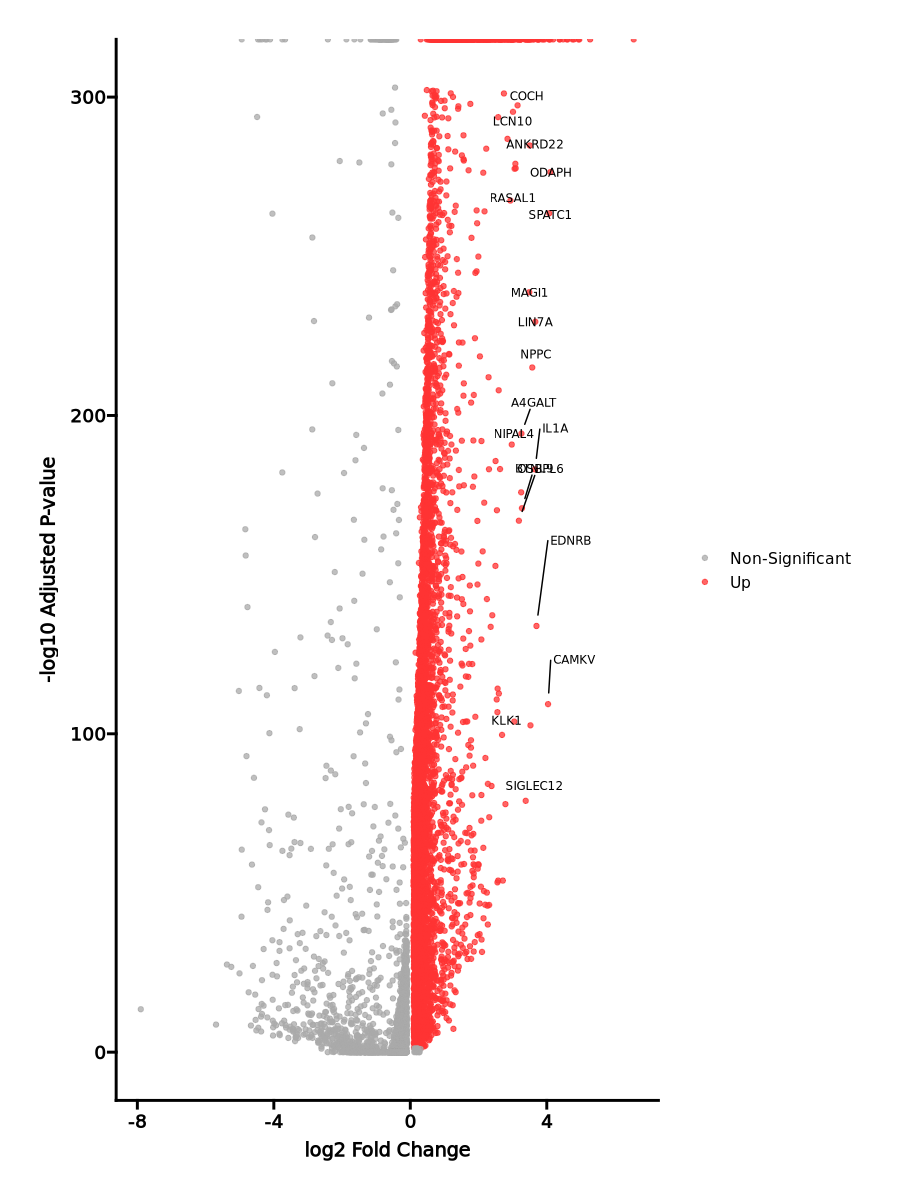 300
200
100
0
-log10 Adjusted P-value
COCH
LCN10
ANKRD22
ODAPH
RASAL1
SPATC1
MAGI1
LIN7A
NPPC
A4GALT
IL1A
NIPAL4
EDNRB
CAMKV
KLK1
SIGLEC12
Non-Significant
Up
-8
-4
0
4
log2 Fold Change